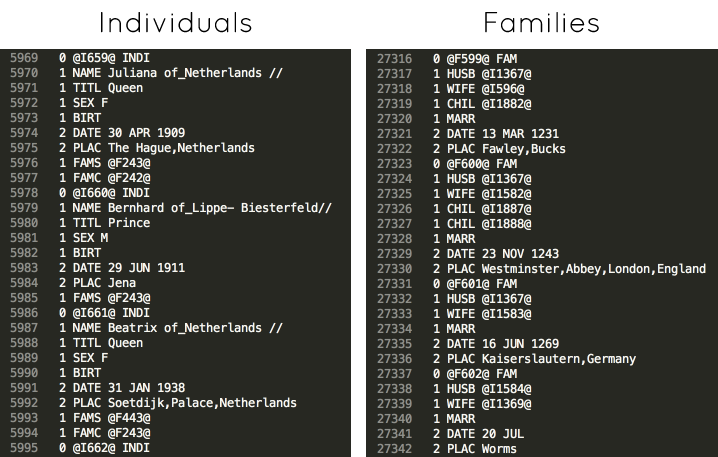 Individuals
5969 0 @I659@ INDI
5970 1 NAME Juliana of_Netherlands //
5971 1 TITL Queen
5972 1 SEX F
5973 1 BIRT
5974 2 DATE 30 APR 1909
5975 2 PLAC The Hague,Netherlands
5976 1 FAMS @F243@
5977 1 FAMC @F242@
5978 0 @I660@ INDI
5979 1 NAME Bernhard of_Lippe- Biesterfeld//
5980 1 TITL Prince
5981 1 SEX M
5982 1 BIRT
5983 2 DATE 29 JUN 1911
5984 2 PLAC Jena
5985 1 FAMS @F243@
5986 0 @I661@ INDI
5987 1 NAME Beatrix of_Netherlands //
5988 1 TITL Queen
5989 1 SEX F
5990 1 BIRT
5991 2 DATE 31 JAN 1938
5992 2 PLAC Soetdijk,Palace,Netherlands
5993 1 FAMS @F443@
5994 1 FAMC @F243@
5995 0 @I662@ INDI
Families
27316 0 @F599@ FAM
27317 1 HUSB @I1367@
27318 1 WIFE @I596@
27319 1 CHIL @I1882@
27320 1 MARR
27321 2 DATE 13 MAR 1231
27322 2 PLAC Fawley,Bucks
27323 0 @F600@ FAM
27324 1 HUSB @I1367@
27325 1 WIFE @I1582@
27326 1 CHIL @I1887@
27327 1 CHIL @I1888@
27328 1 MARR
27329 2 DATE 23 NOV 1243
27330 2 PLAC Westminster,Abbey,London,England
27331 0 @F601@ FAM
27332 1 HUSB @I1367@
27333 1 WIFE @I1583@
27334 1 MARR
27335 2 DATE 16 JUN 1269
27336 2 PLAC Kaiserslautern,Germany
27337 0 @F602@ FAM
27338 1 HUSB @I1584@
27339 1 WIFE @I1369@
27340 1 MARR
27341 2 DATE 20 JUL
27342 2 PLAC Worms